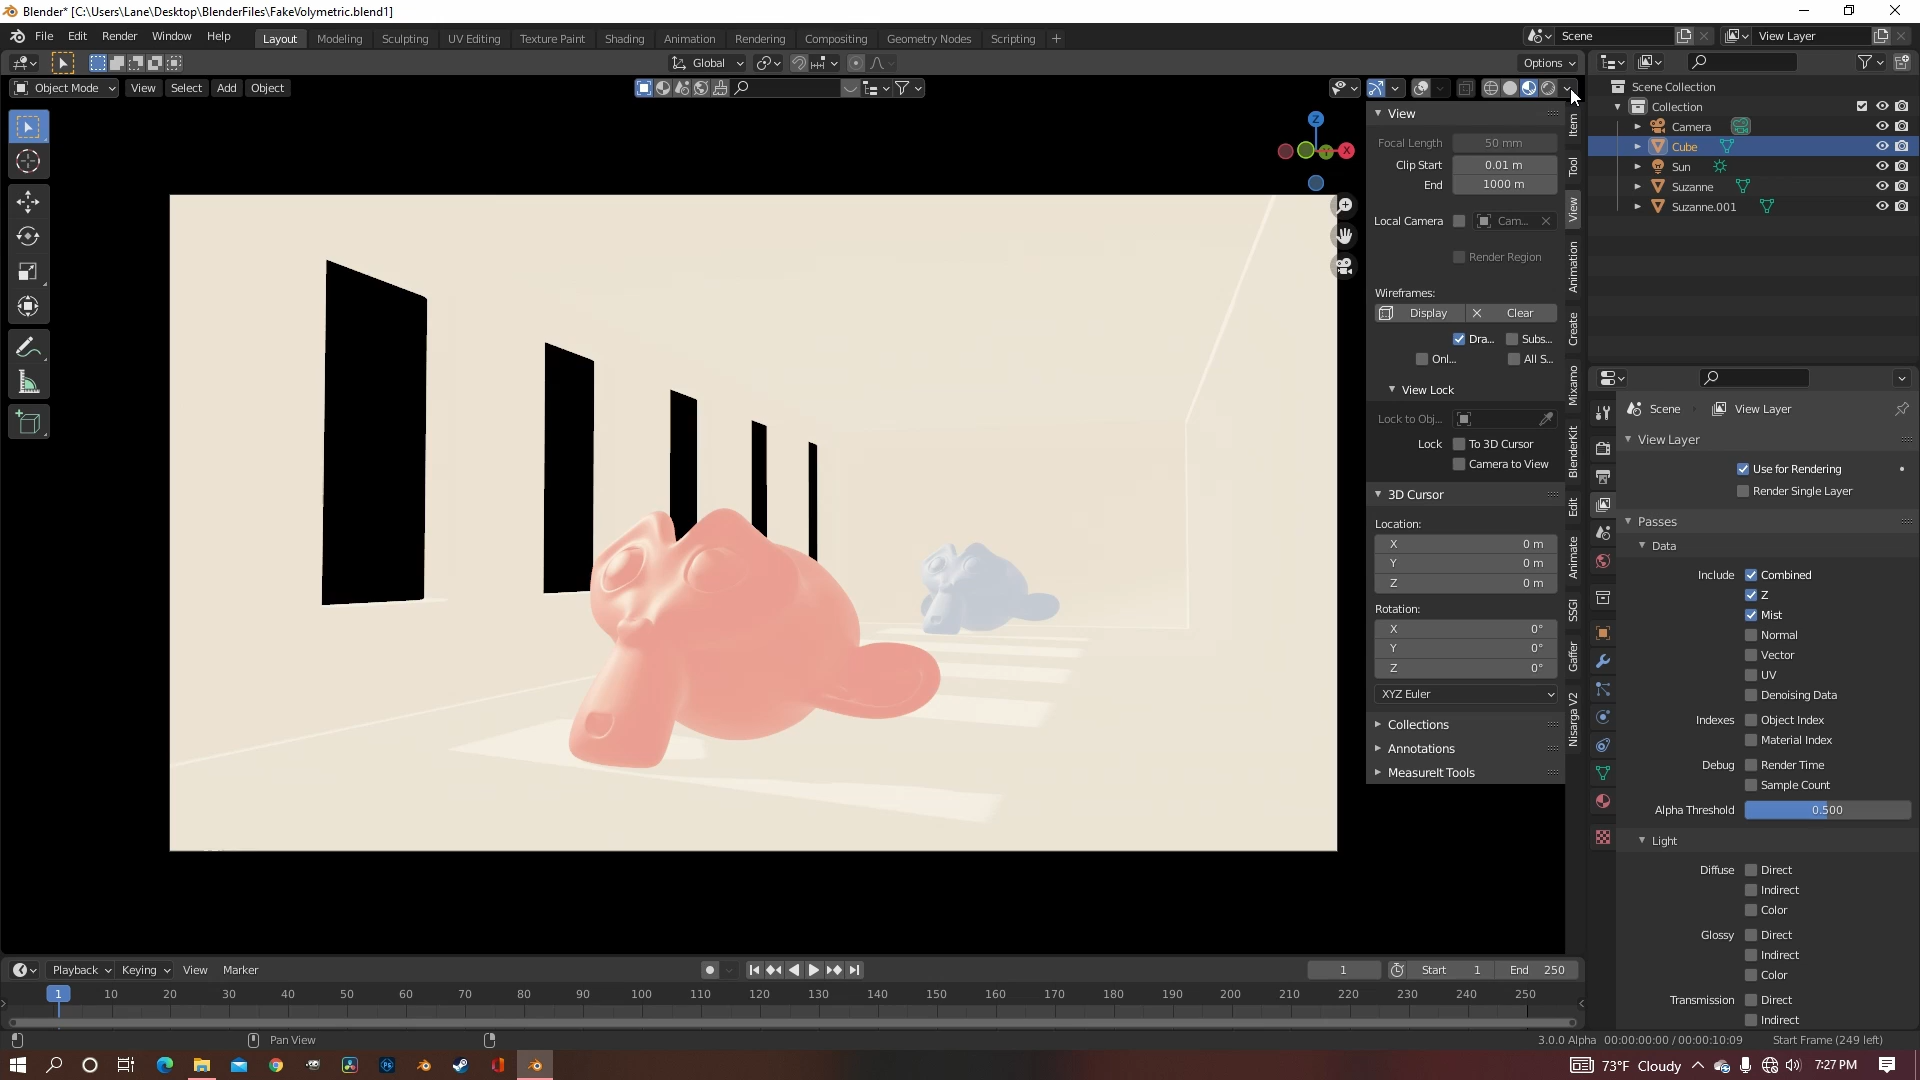 Blender* [C:\Users\Lane\Desktop\BlenderFiles\FakeVolymetric.blend1]
File Edit Render Window Help Layout Modeling Sculpting UV Editing Texture Paint Shading Animation Rendering Compositing Geometry Nodes Scripting + Scene View Layer
Global Options
Object Mode View Select Add Object
Scene Collection
Collection
Camera
Cube
Sun
Suzanne
Suzanne.001
Z
X
View
Focal Length 50 mm
Clip Start 0.01 m
End 1000 m
Local Camera Cam...
Render Region
Wireframes:
Display Clear
Dra... Subs...
Onl... All S...
View Lock
Lock to Obj...
Lock To 3D Cursor
Camera to View
3D Cursor
Location:
X 0 m
Y 0 m
Z 0 m
Rotation:
X 0°
Y 0°
Z 0°
XYZ Euler
Collections
Annotations
MeasureIt Tools
Item
Tool
View
Animation
Create
Mixamo
BlenderKit
Edit
Animate
SSGI
Gaffer
Nisarga V2
Scene View Layer
View Layer
Use for Rendering
Render Single Layer
Passes
Data
Include Combined
Z
Mist
Normal
Vector
UV
Denoising Data
Indexes Object Index
Material Index
Debug Render Time
Sample Count
Alpha Threshold 0.500
Light
Diffuse Direct
Indirect
Color
Glossy Direct
Indirect
Color
Transmission Direct
Indirect
Playback Keying View Marker 1 Start 1 End 250
1 10 20 30 40 50 60 70 80 90 100 110 120 130 140 150 160 170 180 190 200 210 220 230 240 250
Pan View 3.0.0 Alpha 00:00:00:00 / 00:00:10:09 Start Frame (249 left)
73°F Cloudy 7:27 PM